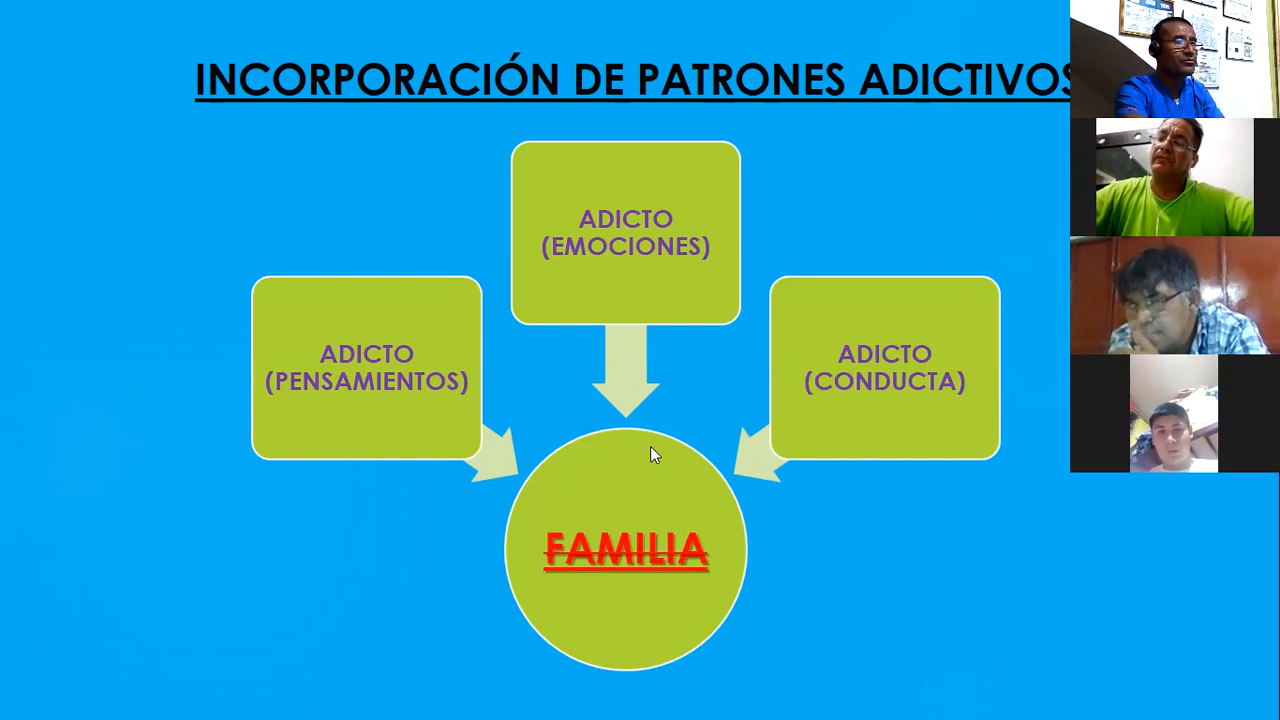 INCORPORACIÓN DE PATRONES ADICTIVOS
ADICTO
(EMOCIONES)
ADICTO
(PENSAMIENTOS)
ADICTO
(CONDUCTA)
FAMILIA